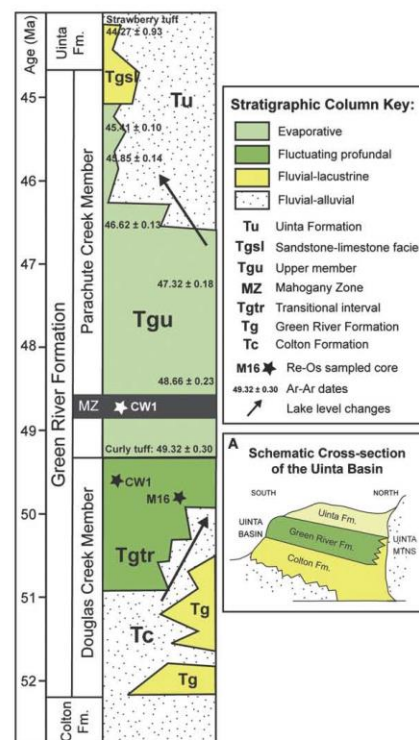 Age (Ma)
Uinta
Fm.
45
46
47
48
49
50
51
52
Green River Formation
Parachute Creek Member
Douglas Creek Member
Colton
Fm.
Strawberry tuff
44.27 ± 0.93
Tgsl
Tu
45.41 ± 0.10
45.85 ± 0.14
46.62 ± 0.13
47.32 ± 0.18
Tgu
48.66 ± 0.23
MZ
CW1
Curly tuff: 49.32 ± 0.30
CW1
M16
Tgtr
Tg
Tc
Tg
Stratigraphic Column Key:
Evaporative
Fluctuating profundal
Fluvial-lacustrine
Fluvial-alluvial
Tu Uinta Formation
Tgsl Sandstone-limestone facie
Tgu Upper member
MZ Mahogany Zone
Tgtr Transitional interval
Tg Green River Formation
Tc Colton Formation
M16 Re-Os sampled core
49.32 ± 0.30 Ar-Ar dates
Lake level changes
A
Schematic Cross-section
of the Uinta Basin
SOUTH
NORTH
UINTA
BASIN
Uinta Fm.
Green River Fm.
Colton Fm.
UINTA
MTNS